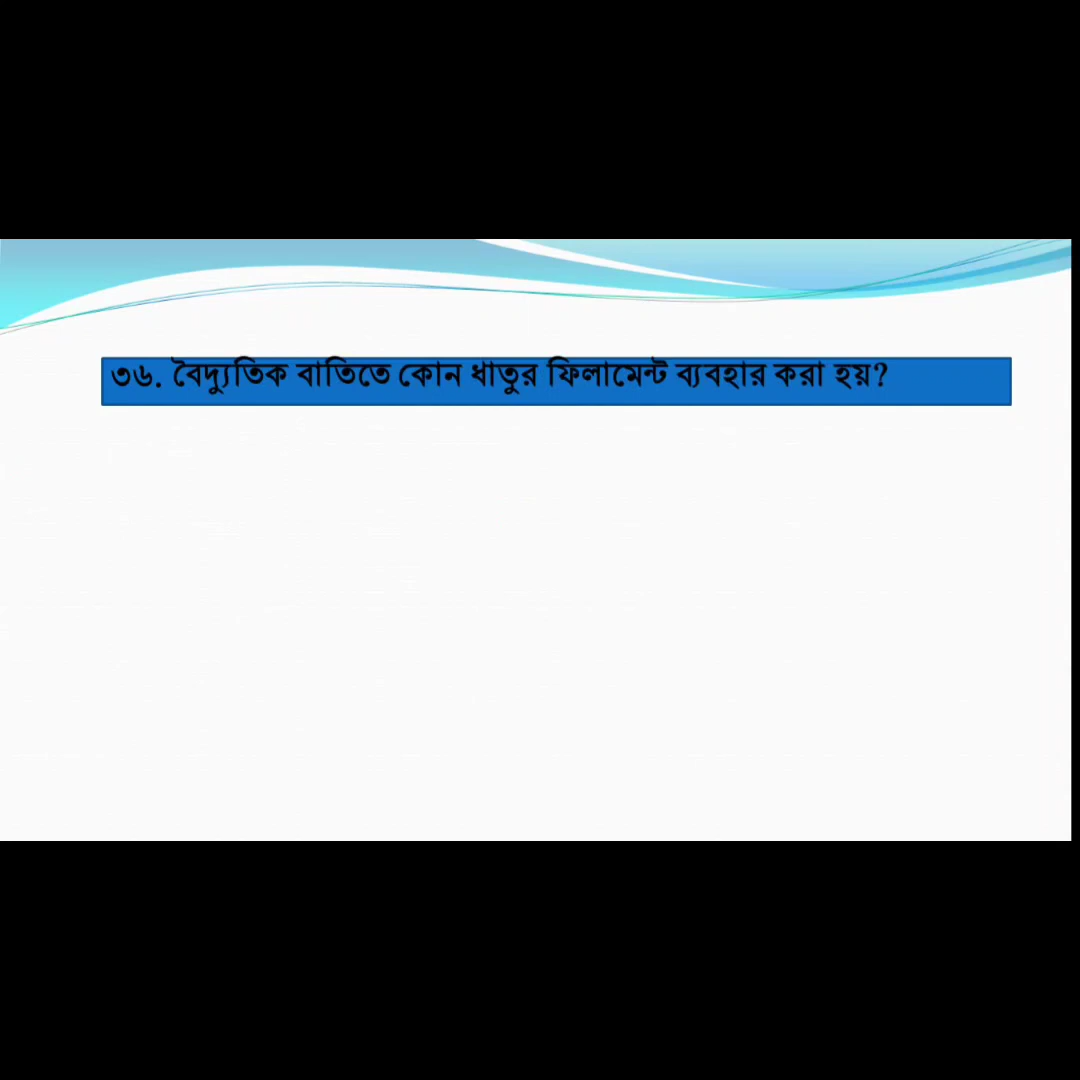 ৩৬. বৈদ্যুতিক বাতিতে কোন ধাতুর ফিলামেন্ট ব্যবহার করা হয়?